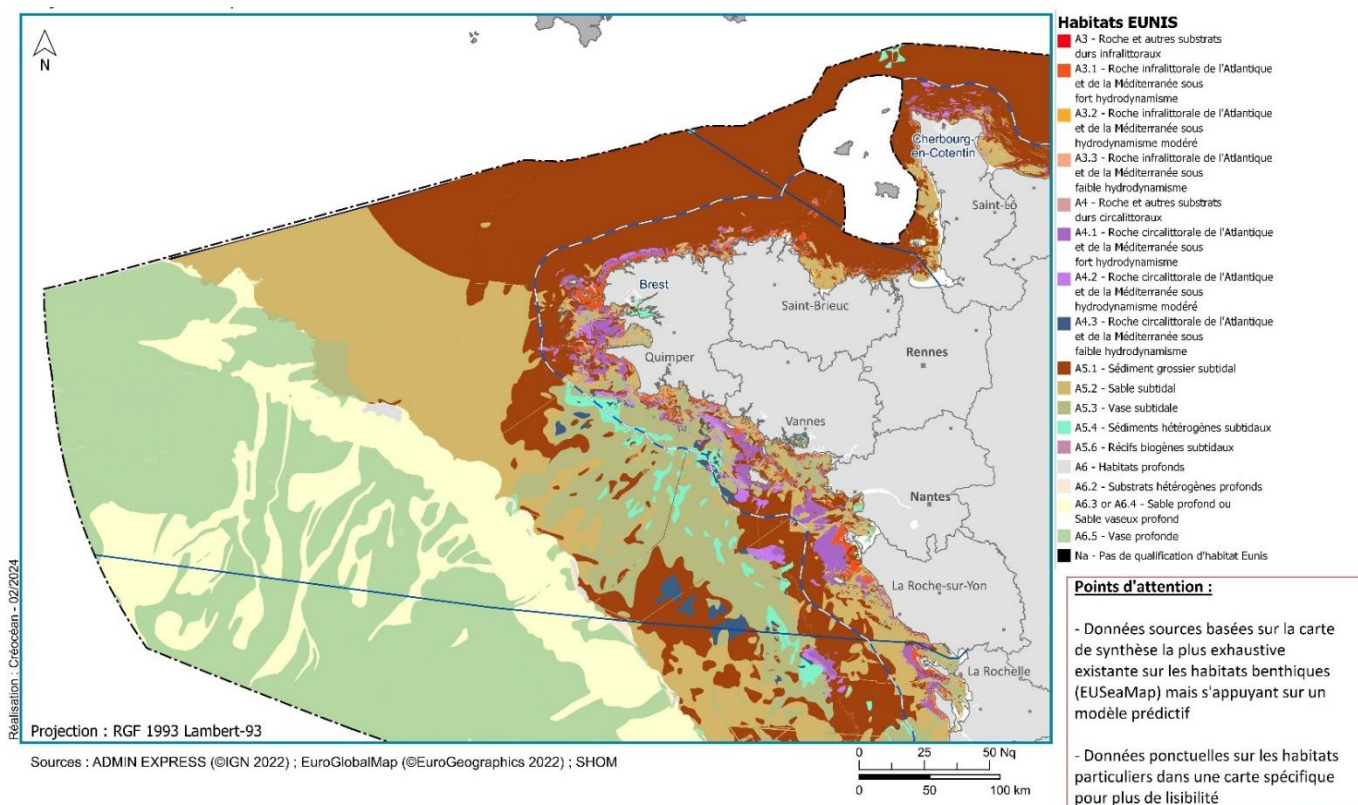 N
Cherbourg-
en-Cotentin
Saint-Lô
Brest
Saint-Brieuc
Quimper
Rennes
Vannes
Nantes
La Roche-sur-Yon
La Rochelle
Réalisation : Créocéan - 02/2024
Projection : RGF 1993 Lambert-93
Sources : ADMIN EXPRESS (©IGN 2022) ; EuroGlobalMap (©EuroGeographics 2022) ; SHOM
0 25 50 Nq
0 50 100 km
Habitats EUNIS
A3 - Roche et autres substrats
durs infralittoraux
A3.1 - Roche infralittorale de l'Atlantique
et de la Méditerranée sous
fort hydrodynamisme
A3.2 - Roche infralittorale de l'Atlantique
et de la Méditerranée sous
hydrodynamisme modéré
A3.3 - Roche infralittorale de l'Atlantique
et de la Méditerranée sous
faible hydrodynamisme
A4 - Roche et autres substrats
durs circalittoraux
A4.1 - Roche circalittorale de l'Atlantique
et de la Méditerranée sous
fort hydrodynamisme
A4.2 - Roche circalittorale de l'Atlantique
et de la Méditerranée sous
hydrodynamisme modéré
A4.3 - Roche circalittorale de l'Atlantique
et de la Méditerranée sous
faible hydrodynamisme
A5.1 - Sédiment grossier subtidal
A5.2 - Sable subtidal
A5.3 - Vase subtidale
A5.4 - Sédiments hétérogènes subtidaux
A5.6 - Récifs biogènes subtidaux
A6 - Habitats profonds
A6.2 - Substrats hétérogènes profonds
A6.3 or A6.4 - Sable profond ou
Sable vaseux profond
A6.5 - Vase profonde
Na - Pas de qualification d'habitat Eunis
Points d'attention :
- Données sources basées sur la carte
de synthèse la plus exhaustive
existante sur les habitats benthiques
(EUSeaMap) mais s'appuyant sur un
modèle prédictif
- Données ponctuelles sur les habitats
particuliers dans une carte spécifique
pour plus de lisibilité